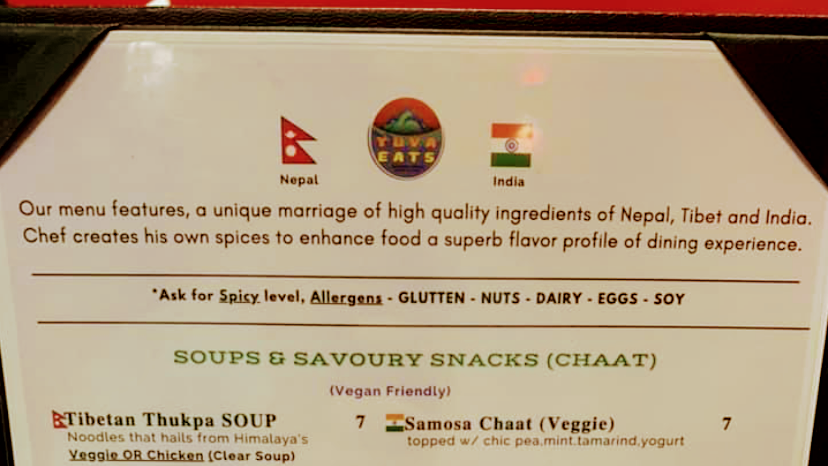 YUVA
EATS
Nepal
India
Our menu features, a unique marriage of high quality ingredients of Nepal, Tibet and India.
Chef creates his own spices to enhance food a superb flavor profile of dining experience.
*Ask for Spicy level, Allergens - GLUTTEN - NUTS - DAIRY - EGGS - SOY
SOUPS & SAVOURY SNACKS (CHAAT)
(Vegan Friendly)
Tibetan Thukpa SOUP 7
Noodles that hails from Himalaya's
Veggie OR Chicken (Clear Soup)
Samosa Chaat (Veggie) 7
topped w/ chic pea,mint,tamarind,yogurt